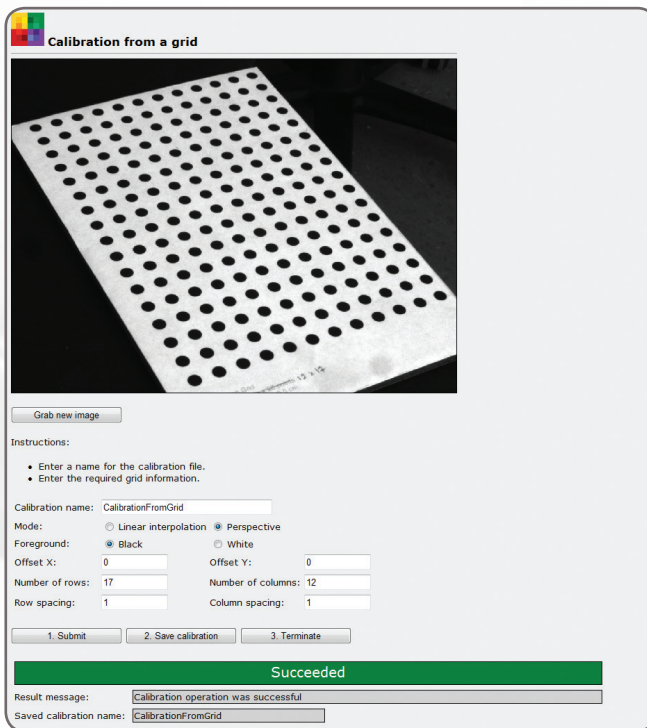 Calibration from a grid
12 x 12
Grab new image
Instructions:
• Enter a name for the calibration file.
• Enter the required grid information.
Calibration name: CalibrationFromGrid
Mode: Linear interpolation Perspective
Foreground: Black White
Offset X: 0 Offset Y: 0
Number of rows: 17 Number of columns: 12
Row spacing: 1 Column spacing: 1
1. Submit 2. Save calibration 3. Terminate
Succeeded
Result message: Calibration operation was successful
Saved calibration name: CalibrationFromGrid